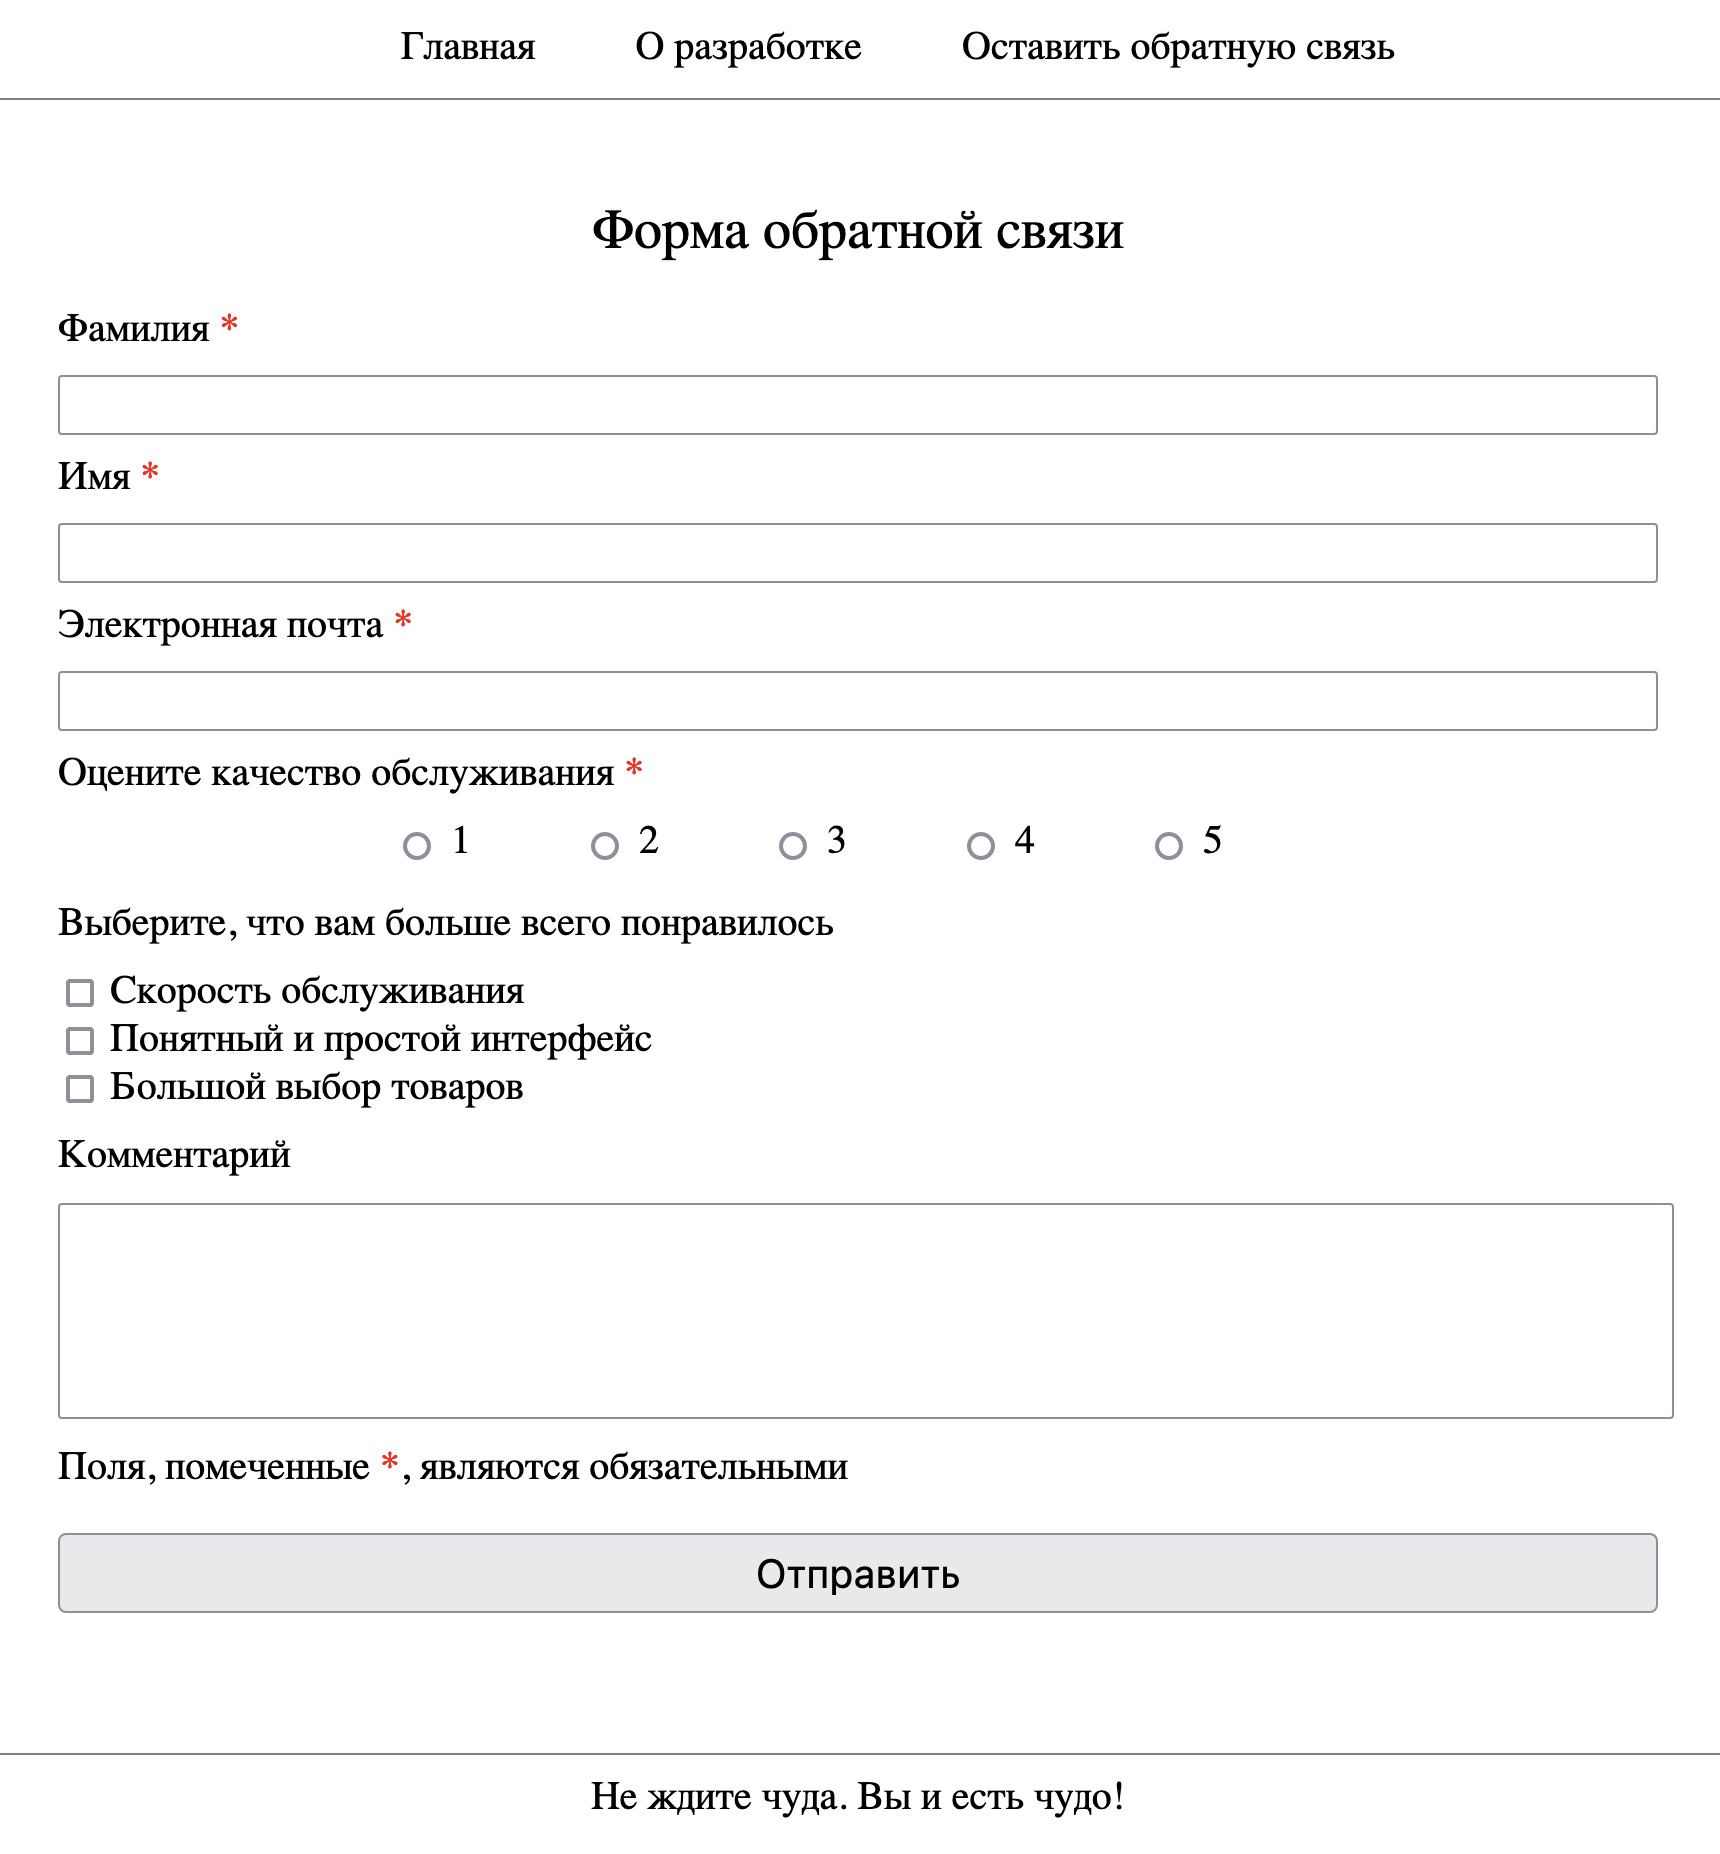 Главная О разработке Оставить обратную связь
Форма обратной связи
Фамилия *
Имя *
Электронная почта *
Оцените качество обслуживания *
1 2 3 4 5
Выберите, что вам больше всего понравилось
Скорость обслуживания
Понятный и простой интерфейс
Большой выбор товаров
Комментарий
Поля, помеченные *, являются обязательными
Отправить
Не ждите чуда. Вы и есть чудо!